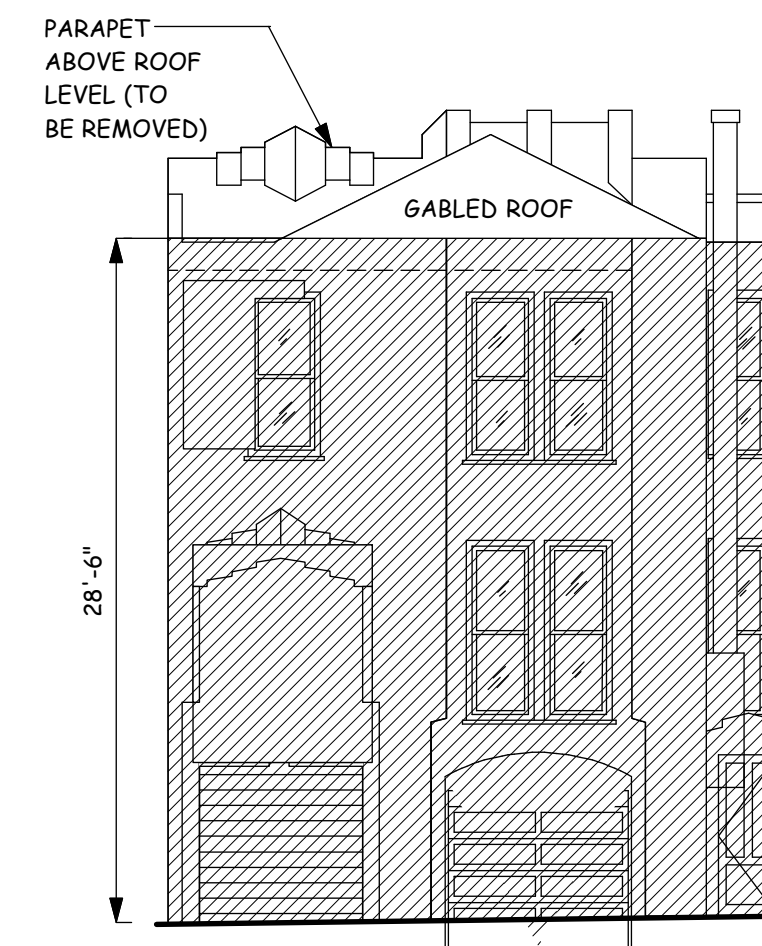 PARAPET
ABOVE ROOF
LEVEL (TO
BE REMOVED)
GABLED ROOF
28'-6"